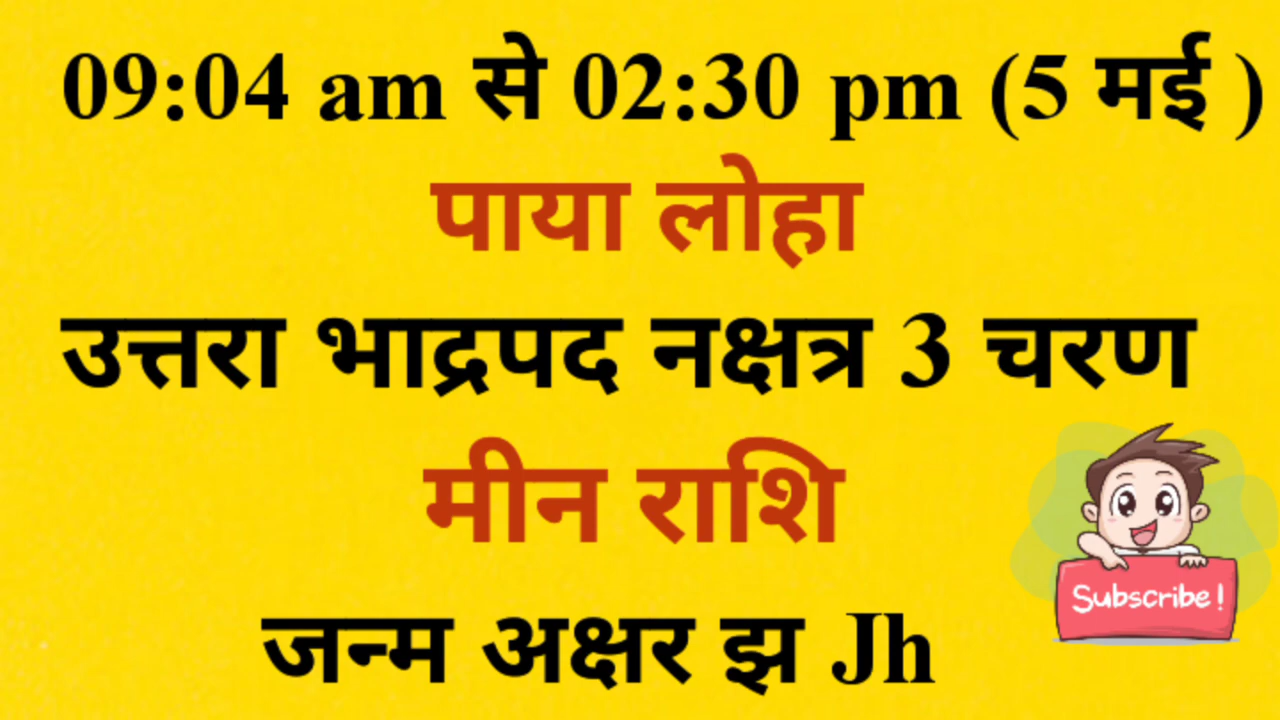 09:04 am से 02:30 pm (5 मई )
पाया लोहा
उत्तरा भाद्रपद नक्षत्र 3 चरण
मीन राशि
Subscribe!
जन्म अक्षर झ Jh